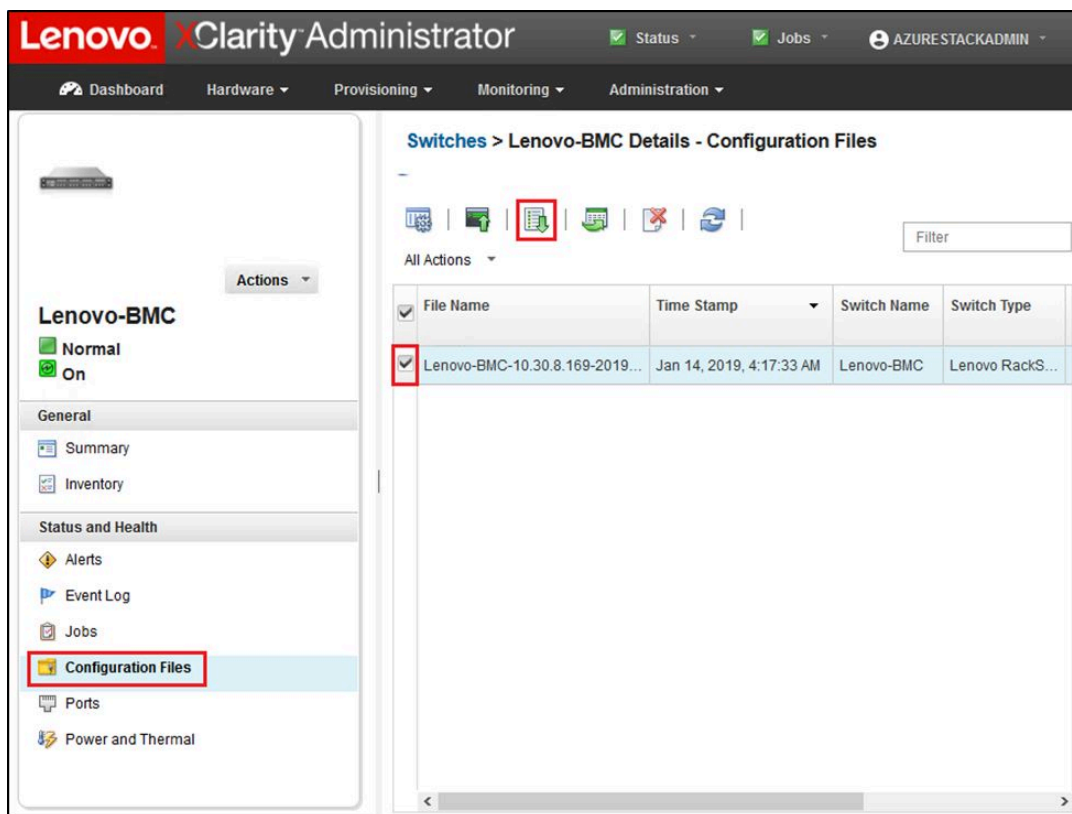 Lenovo. XClarity Administrator
Status
Jobs
AZURESTACKADMIN
Dashboard
Hardware
Provisioning
Monitoring
Administration
Switches > Lenovo-BMC Details - Configuration Files
Filter
All Actions
Actions
Lenovo-BMC
Normal
On
General
Summary
Inventory
Status and Health
Alerts
Event Log
Jobs
Configuration Files
Ports
Power and Thermal
File Name Time Stamp Switch Name Switch Type
Lenovo-BMC-10.30.8.169-2019... Jan 14, 2019, 4:17:33 AM Lenovo-BMC Lenovo RackS...